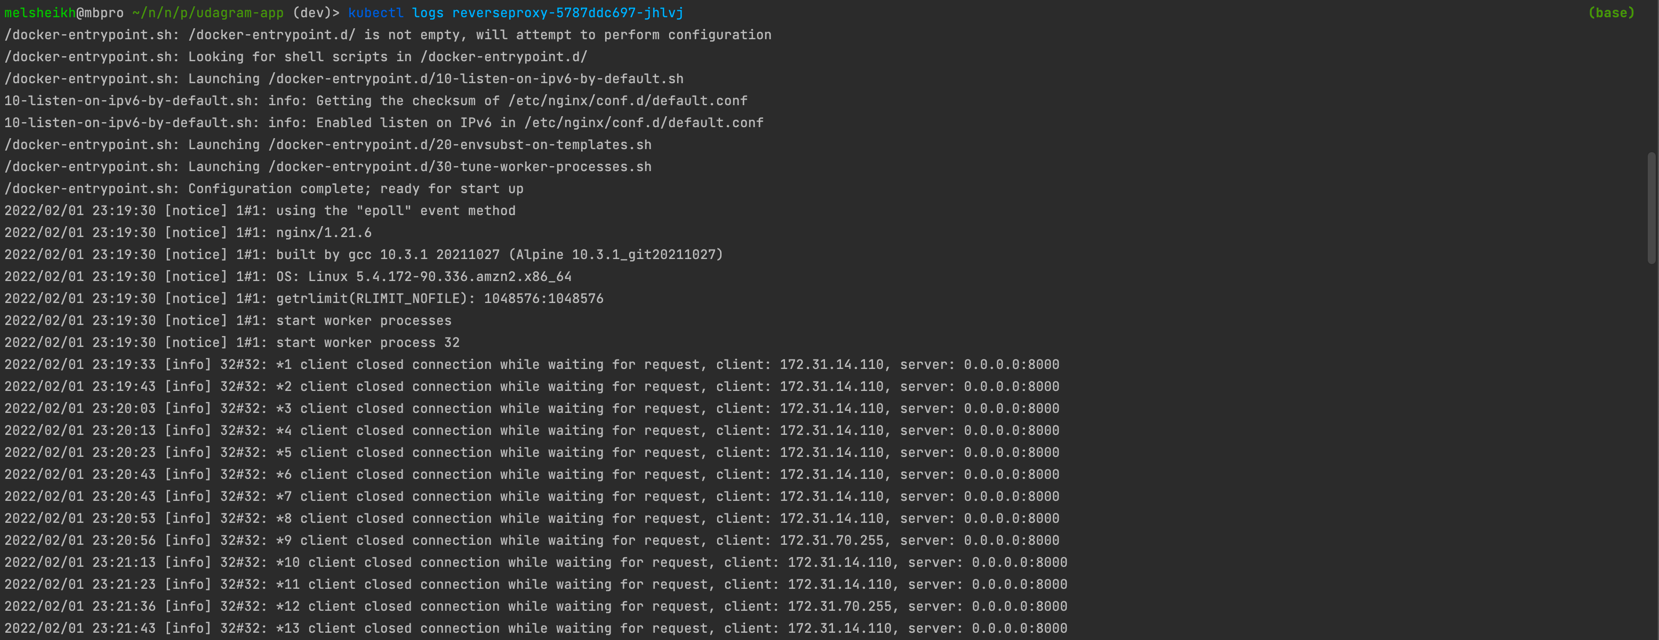 melsheikh@mbpro ~/n/n/p/udagram-app (dev)> kubectl logs reverseproxy-5787ddc697-jhlvj (base)
/docker-entrypoint.sh: /docker-entrypoint.d/ is not empty, will attempt to perform configuration
/docker-entrypoint.sh: Looking for shell scripts in /docker-entrypoint.d/
/docker-entrypoint.sh: Launching /docker-entrypoint.d/10-listen-on-ipv6-by-default.sh
10-listen-on-ipv6-by-default.sh: info: Getting the checksum of /etc/nginx/conf.d/default.conf
10-listen-on-ipv6-by-default.sh: info: Enabled listen on IPv6 in /etc/nginx/conf.d/default.conf
/docker-entrypoint.sh: Launching /docker-entrypoint.d/20-envsubst-on-templates.sh
/docker-entrypoint.sh: Launching /docker-entrypoint.d/30-tune-worker-processes.sh
/docker-entrypoint.sh: Configuration complete; ready for start up
2022/02/01 23:19:30 [notice] 1#1: using the "epoll" event method
2022/02/01 23:19:30 [notice] 1#1: nginx/1.21.6
2022/02/01 23:19:30 [notice] 1#1: built by gcc 10.3.1 20211027 (Alpine 10.3.1_git20211027)
2022/02/01 23:19:30 [notice] 1#1: OS: Linux 5.4.172-90.336.amzn2.x86_64
2022/02/01 23:19:30 [notice] 1#1: getrlimit(RLIMIT_NOFILE): 1048576:1048576
2022/02/01 23:19:30 [notice] 1#1: start worker processes
2022/02/01 23:19:30 [notice] 1#1: start worker process 32
2022/02/01 23:19:33 [info] 32#32: *1 client closed connection while waiting for request, client: 172.31.14.110, server: 0.0.0.0:8000
2022/02/01 23:19:43 [info] 32#32: *2 client closed connection while waiting for request, client: 172.31.14.110, server: 0.0.0.0:8000
2022/02/01 23:20:03 [info] 32#32: *3 client closed connection while waiting for request, client: 172.31.14.110, server: 0.0.0.0:8000
2022/02/01 23:20:13 [info] 32#32: *4 client closed connection while waiting for request, client: 172.31.14.110, server: 0.0.0.0:8000
2022/02/01 23:20:23 [info] 32#32: *5 client closed connection while waiting for request, client: 172.31.14.110, server: 0.0.0.0:8000
2022/02/01 23:20:43 [info] 32#32: *6 client closed connection while waiting for request, client: 172.31.14.110, server: 0.0.0.0:8000
2022/02/01 23:20:43 [info] 32#32: *7 client closed connection while waiting for request, client: 172.31.14.110, server: 0.0.0.0:8000
2022/02/01 23:20:53 [info] 32#32: *8 client closed connection while waiting for request, client: 172.31.14.110, server: 0.0.0.0:8000
2022/02/01 23:20:56 [info] 32#32: *9 client closed connection while waiting for request, client: 172.31.70.255, server: 0.0.0.0:8000
2022/02/01 23:21:13 [info] 32#32: *10 client closed connection while waiting for request, client: 172.31.14.110, server: 0.0.0.0:8000
2022/02/01 23:21:23 [info] 32#32: *11 client closed connection while waiting for request, client: 172.31.14.110, server: 0.0.0.0:8000
2022/02/01 23:21:36 [info] 32#32: *12 client closed connection while waiting for request, client: 172.31.70.255, server: 0.0.0.0:8000
2022/02/01 23:21:43 [info] 32#32: *13 client closed connection while waiting for request, client: 172.31.14.110, server: 0.0.0.0:8000